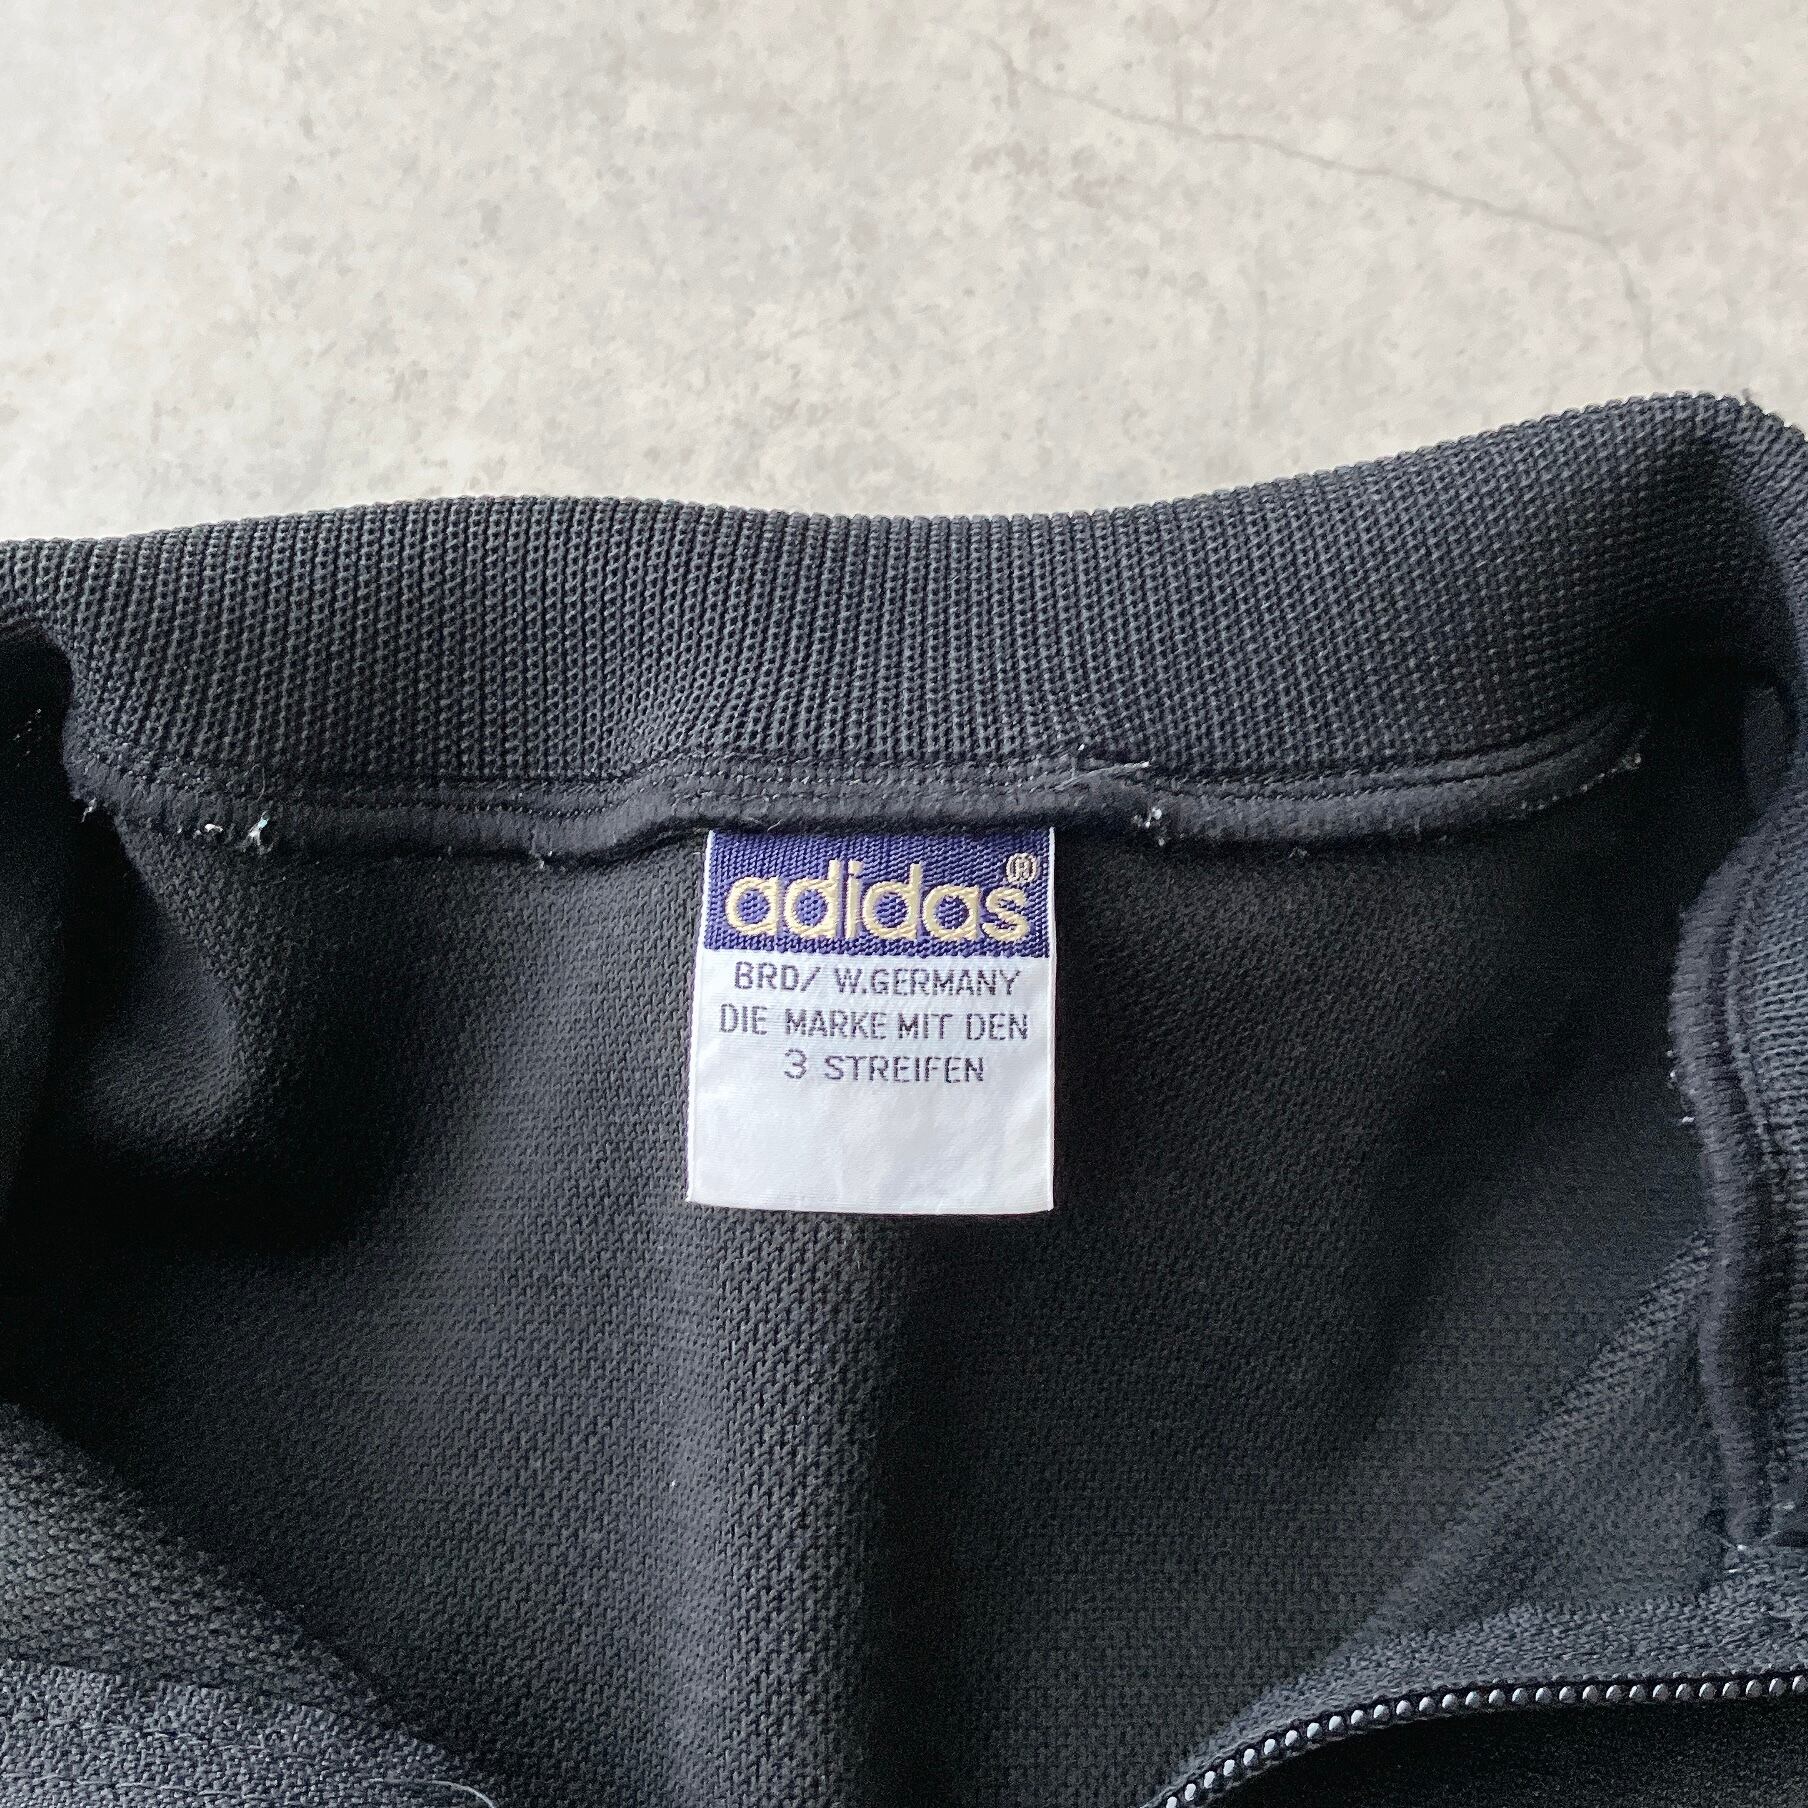 adidas®
BRD/ W.GERMANY
DIE MARKE MIT DEN
3 STREIFEN